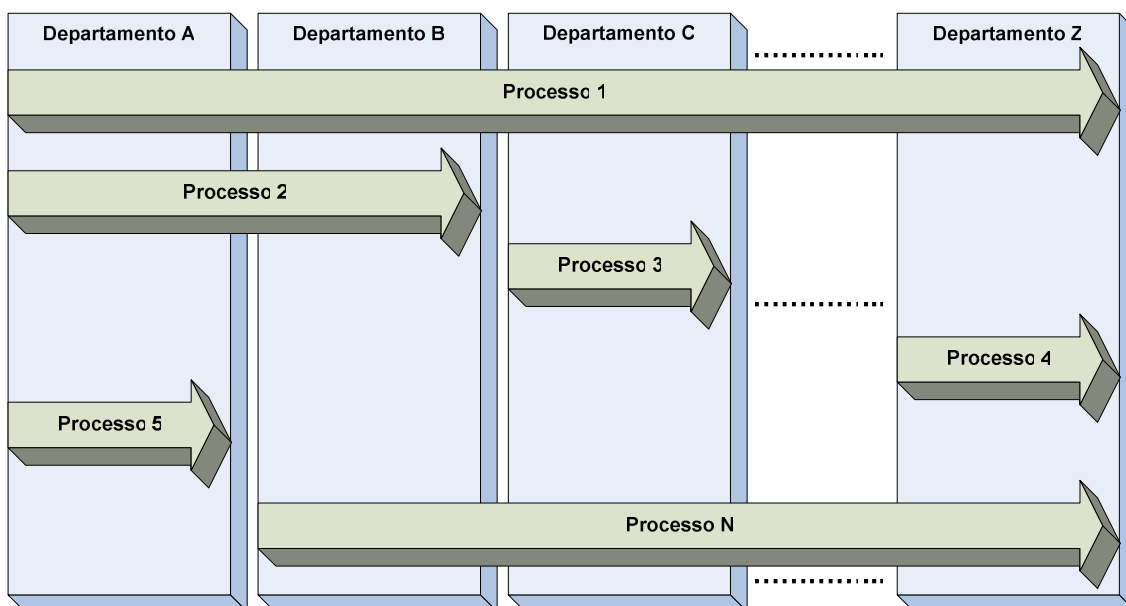 Departamento A
Departamento B
Departamento C
Departamento Z
Processo 1
Processo 2
Processo 3
Processo 4
Processo 5
Processo N